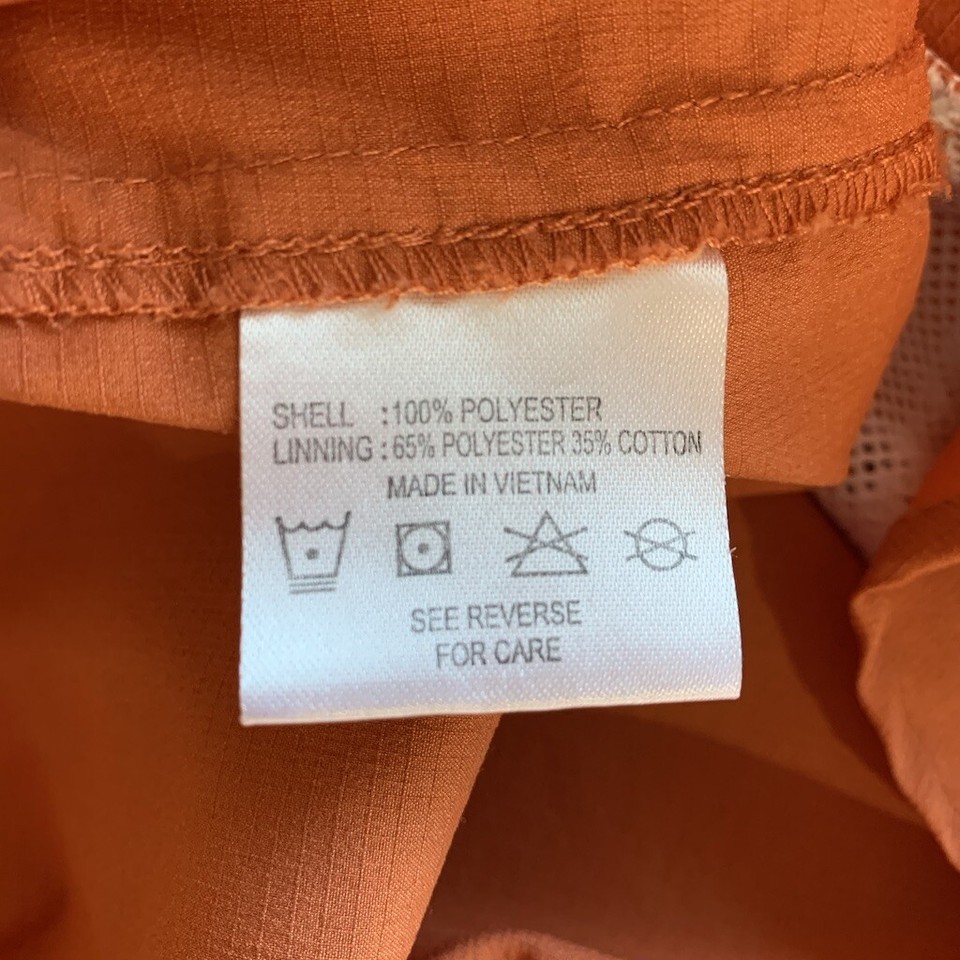 SHELL :100% POLYESTER
LINNING : 65% POLYESTER 35% COTTON
MADE IN VIETNAM
SEE REVERSE
FOR CARE